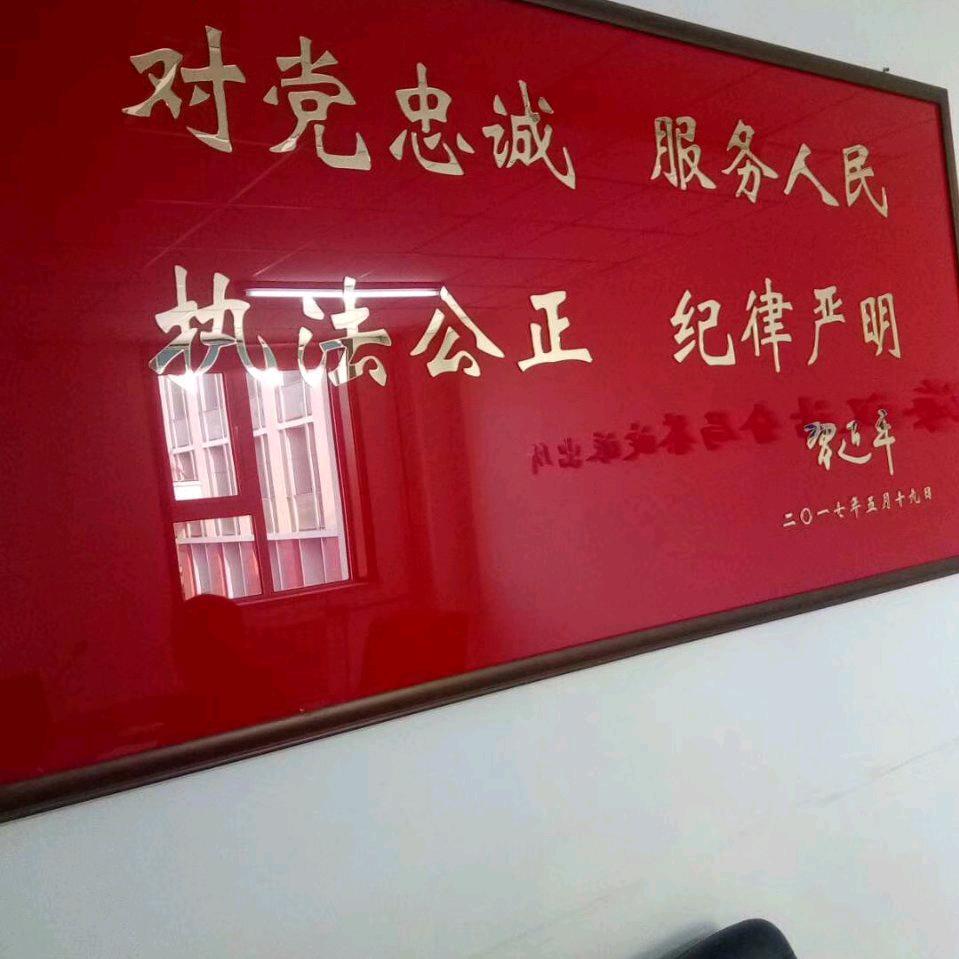 对党忠诚 服务人民
执法公正 纪律严明
习近平
二〇一七年五月十九日